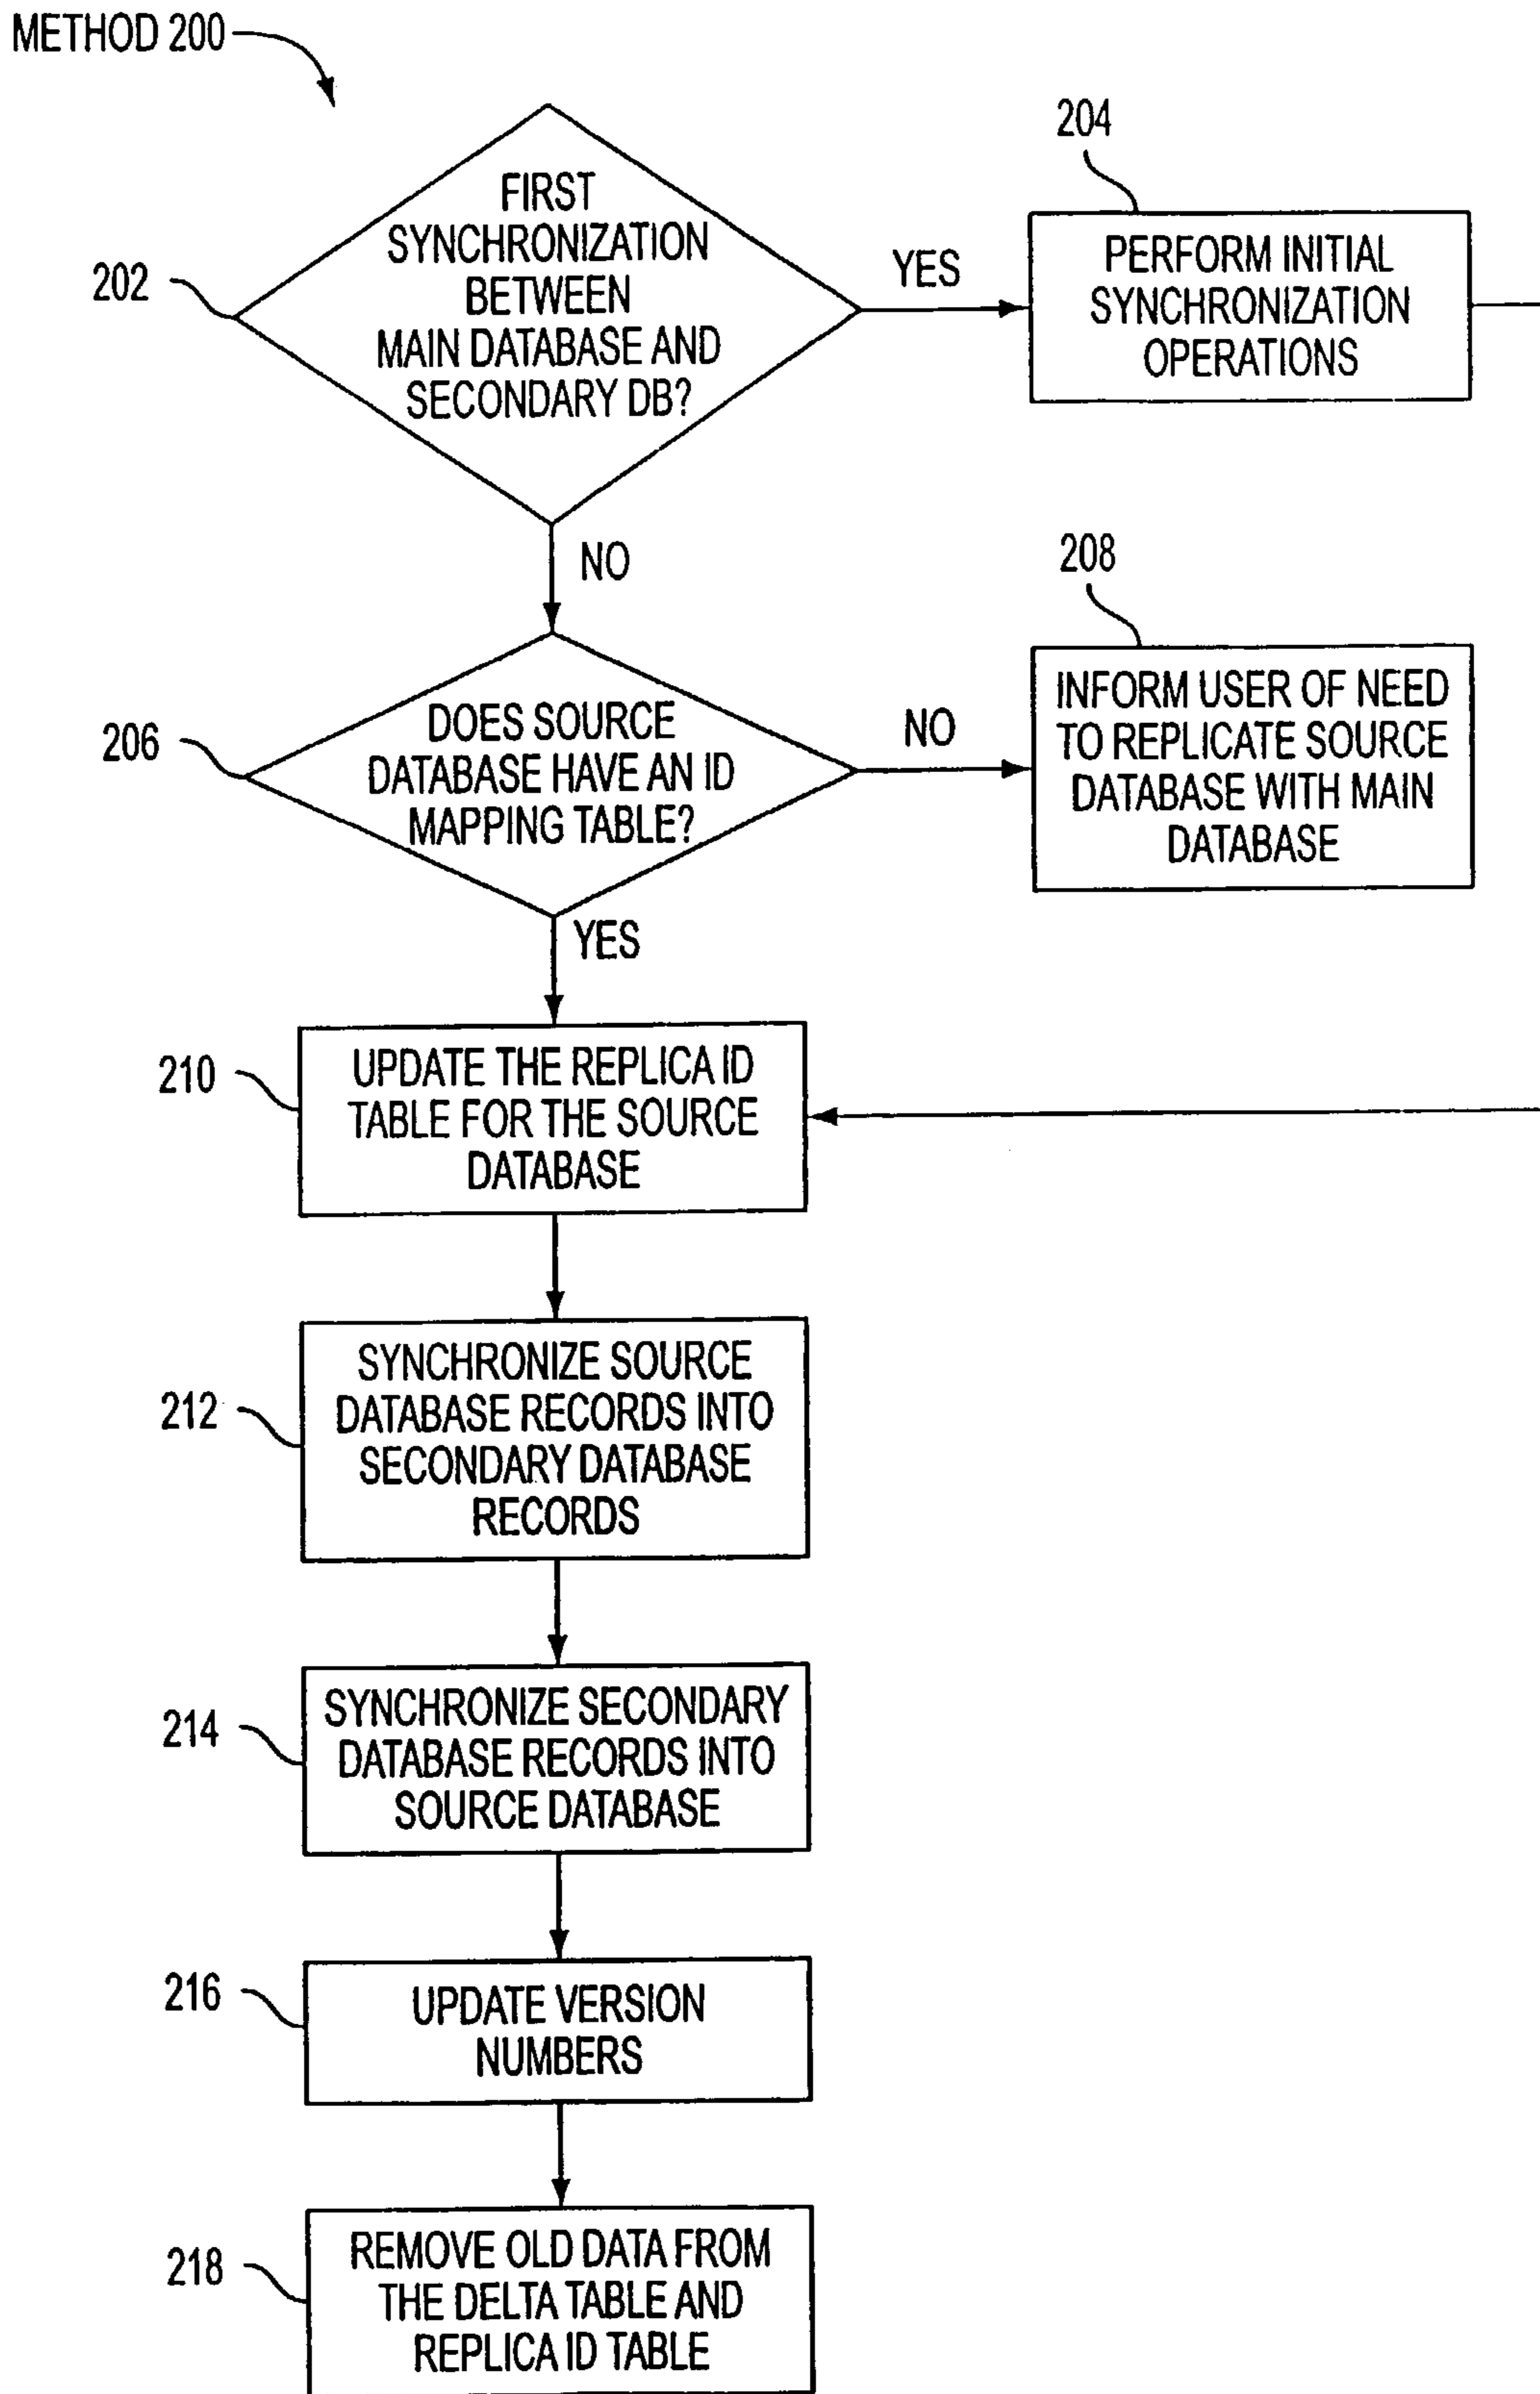 METHOD 200
204
FIRST
SYNCHRONIZATION
BETWEEN
MAIN DATABASE AND
SECONDARY DB?
202
YES
PERFORM INITIAL
SYNCHRONIZATION
OPERATIONS
NO
208
206
DOES SOURCE
DATABASE HAVE AN ID
MAPPING TABLE?
NO
INFORM USER OF NEED
TO REPLICATE SOURCE
DATABASE WITH MAIN
DATABASE
YES
210
UPDATE THE REPLICA ID
TABLE FOR THE SOURCE
DATABASE
212
SYNCHRONIZE SOURCE
DATABASE RECORDS INTO
SECONDARY DATABASE
RECORDS
214
SYNCHRONIZE SECONDARY
DATABASE RECORDS INTO
SOURCE DATABASE
216
UPDATE VERSION
NUMBERS
218
REMOVE OLD DATA FROM
THE DELTA TABLE AND
REPLICA ID TABLE